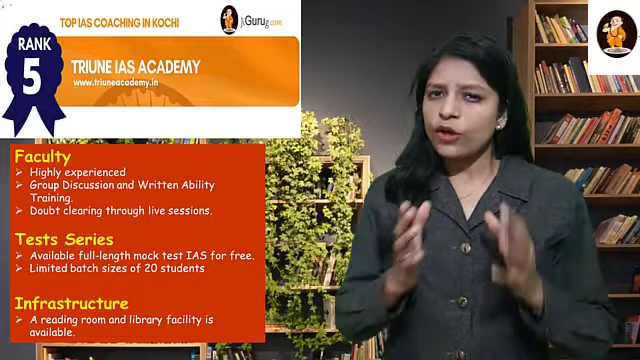 TOP IAS COACHING IN KOCHI
JiGuruG.com
RANK
5
TRIUNE IAS ACADEMY
www.triuneacademy.in
Faculty
➤ Highly experienced
➤ Group Discussion and Written Ability
Training.
➤ Doubt clearing through live sessions.
Tests Series
➤ Available full-length mock test IAS for free.
➤ Limited batch sizes of 20 students
Infrastructure
➤ A reading room and library facility is
available.